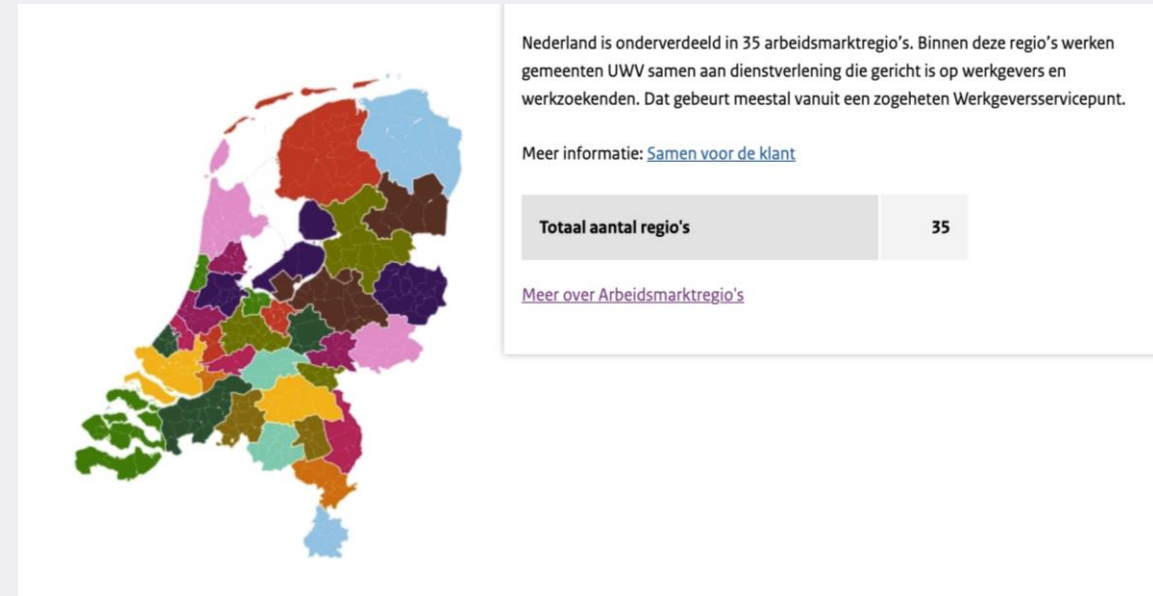 Nederland is onderverdeeld in 35 arbeidsmarktregio’s. Binnen deze regio’s werken
gemeenten UWV samen aan dienstverlening die gericht is op werkgevers en
werkzoekenden. Dat gebeurt meestal vanuit een zogeheten Werkgeversservicepunt.
Meer informatie: Samen voor de klant
Totaal aantal regio's 35
Meer over Arbeidsmarktregio's